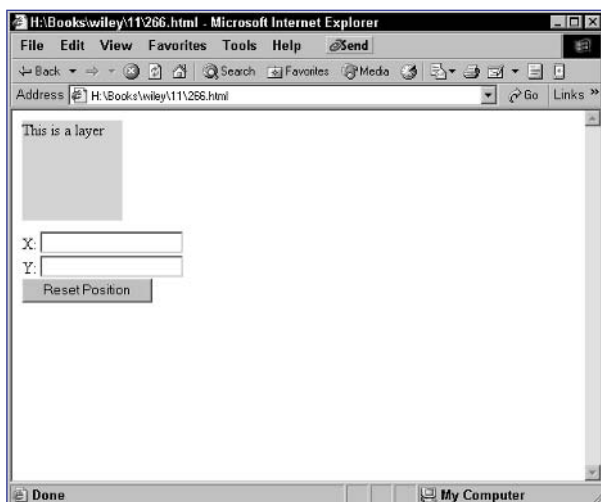 H:\Books\wiley\11\266.html - Microsoft Internet Explorer
File Edit View Favorites Tools Help Send
Back Search Favorites Media
Address H:\Books\wiley\11\266.html Go Links »
This is a layer
X:
Y:
Reset Position
Done My Computer